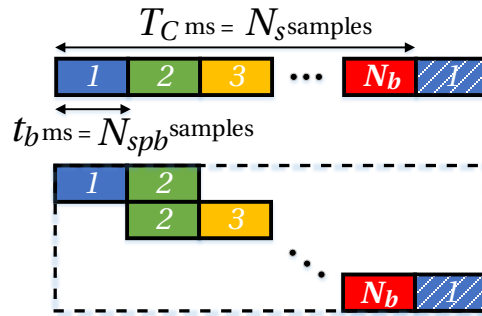 T_C ms = N_s samples
1 2 3 ... N_b 1
t_b ms = N_spb samples
1 2
2 3
N_b 1